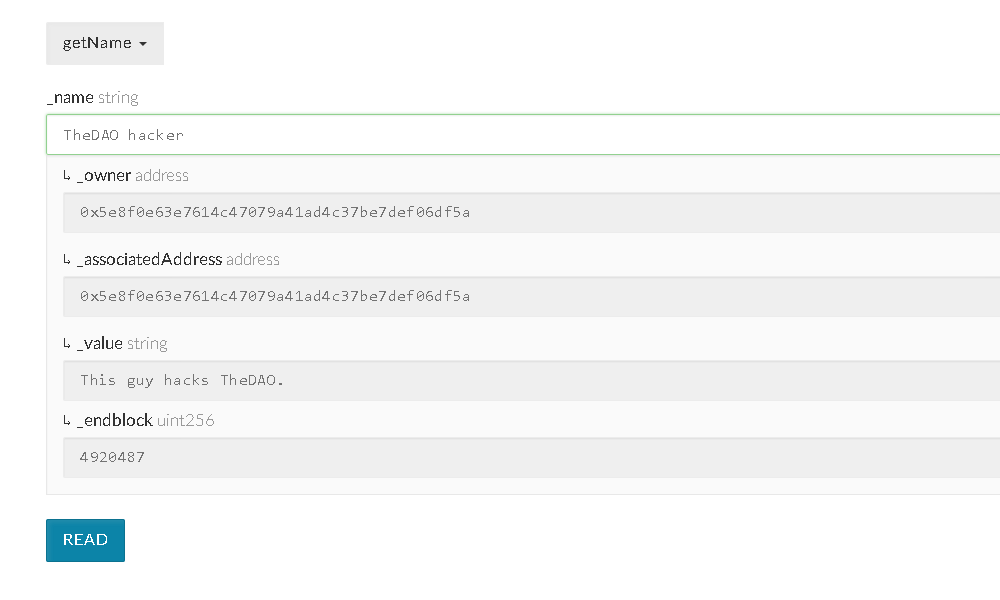 getName
_name string
TheDAO hacker
↳ _owner address
0x5e8f0e63e7614c47079a41ad4c37be7def06df5a
↳ _associatedAddress address
0x5e8f0e63e7614c47079a41ad4c37be7def06df5a
↳ _value string
This guy hacks TheDAO.
↳ _endblock uint256
4920487
READ